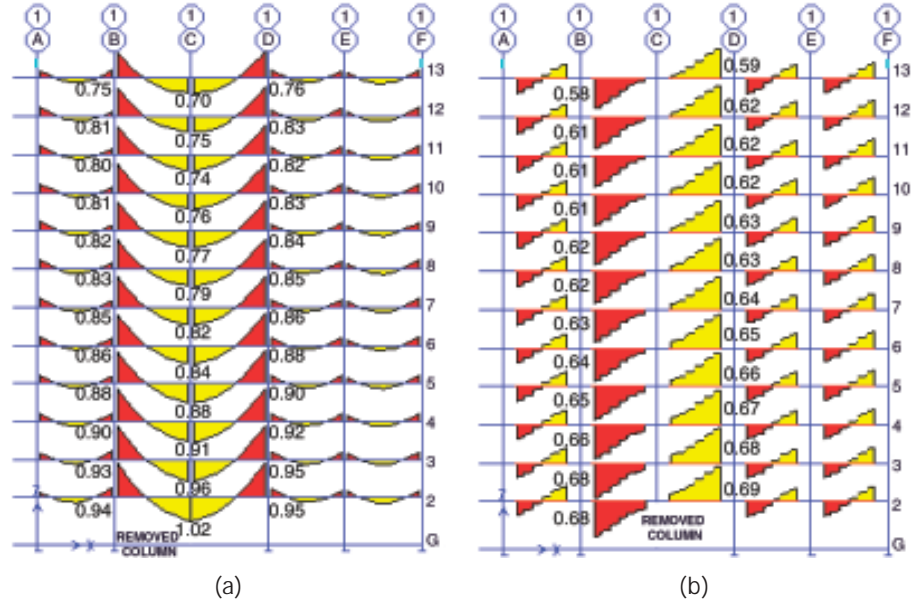 1 1 1 1 1 1
A B C D E F
13
0.75 0.70 0.76
12
0.81 0.75 0.83
11
0.80 0.74 0.82
10
0.81 0.76 0.83
9
0.82 0.77 0.84
8
0.83 0.79 0.85
7
0.85 0.82 0.86
6
0.86 0.84 0.88
5
0.88 0.88 0.90
4
0.90 0.91 0.92
3
0.93 0.96 0.95
2
0.94 1.02 0.95
Z
X
REMOVED
COLUMN
G
(a)
1 1 1 1 1 1
A B C D E F
13
0.58 0.59
12
0.61 0.62
11
0.61 0.62
10
0.61 0.62
9
0.62 0.63
8
0.62 0.63
7
0.63 0.64
6
0.64 0.65
5
0.65 0.66
4
0.66 0.67
3
0.68 0.68
2
0.68 0.69
Z
X
REMOVED
COLUMN
G
(b)